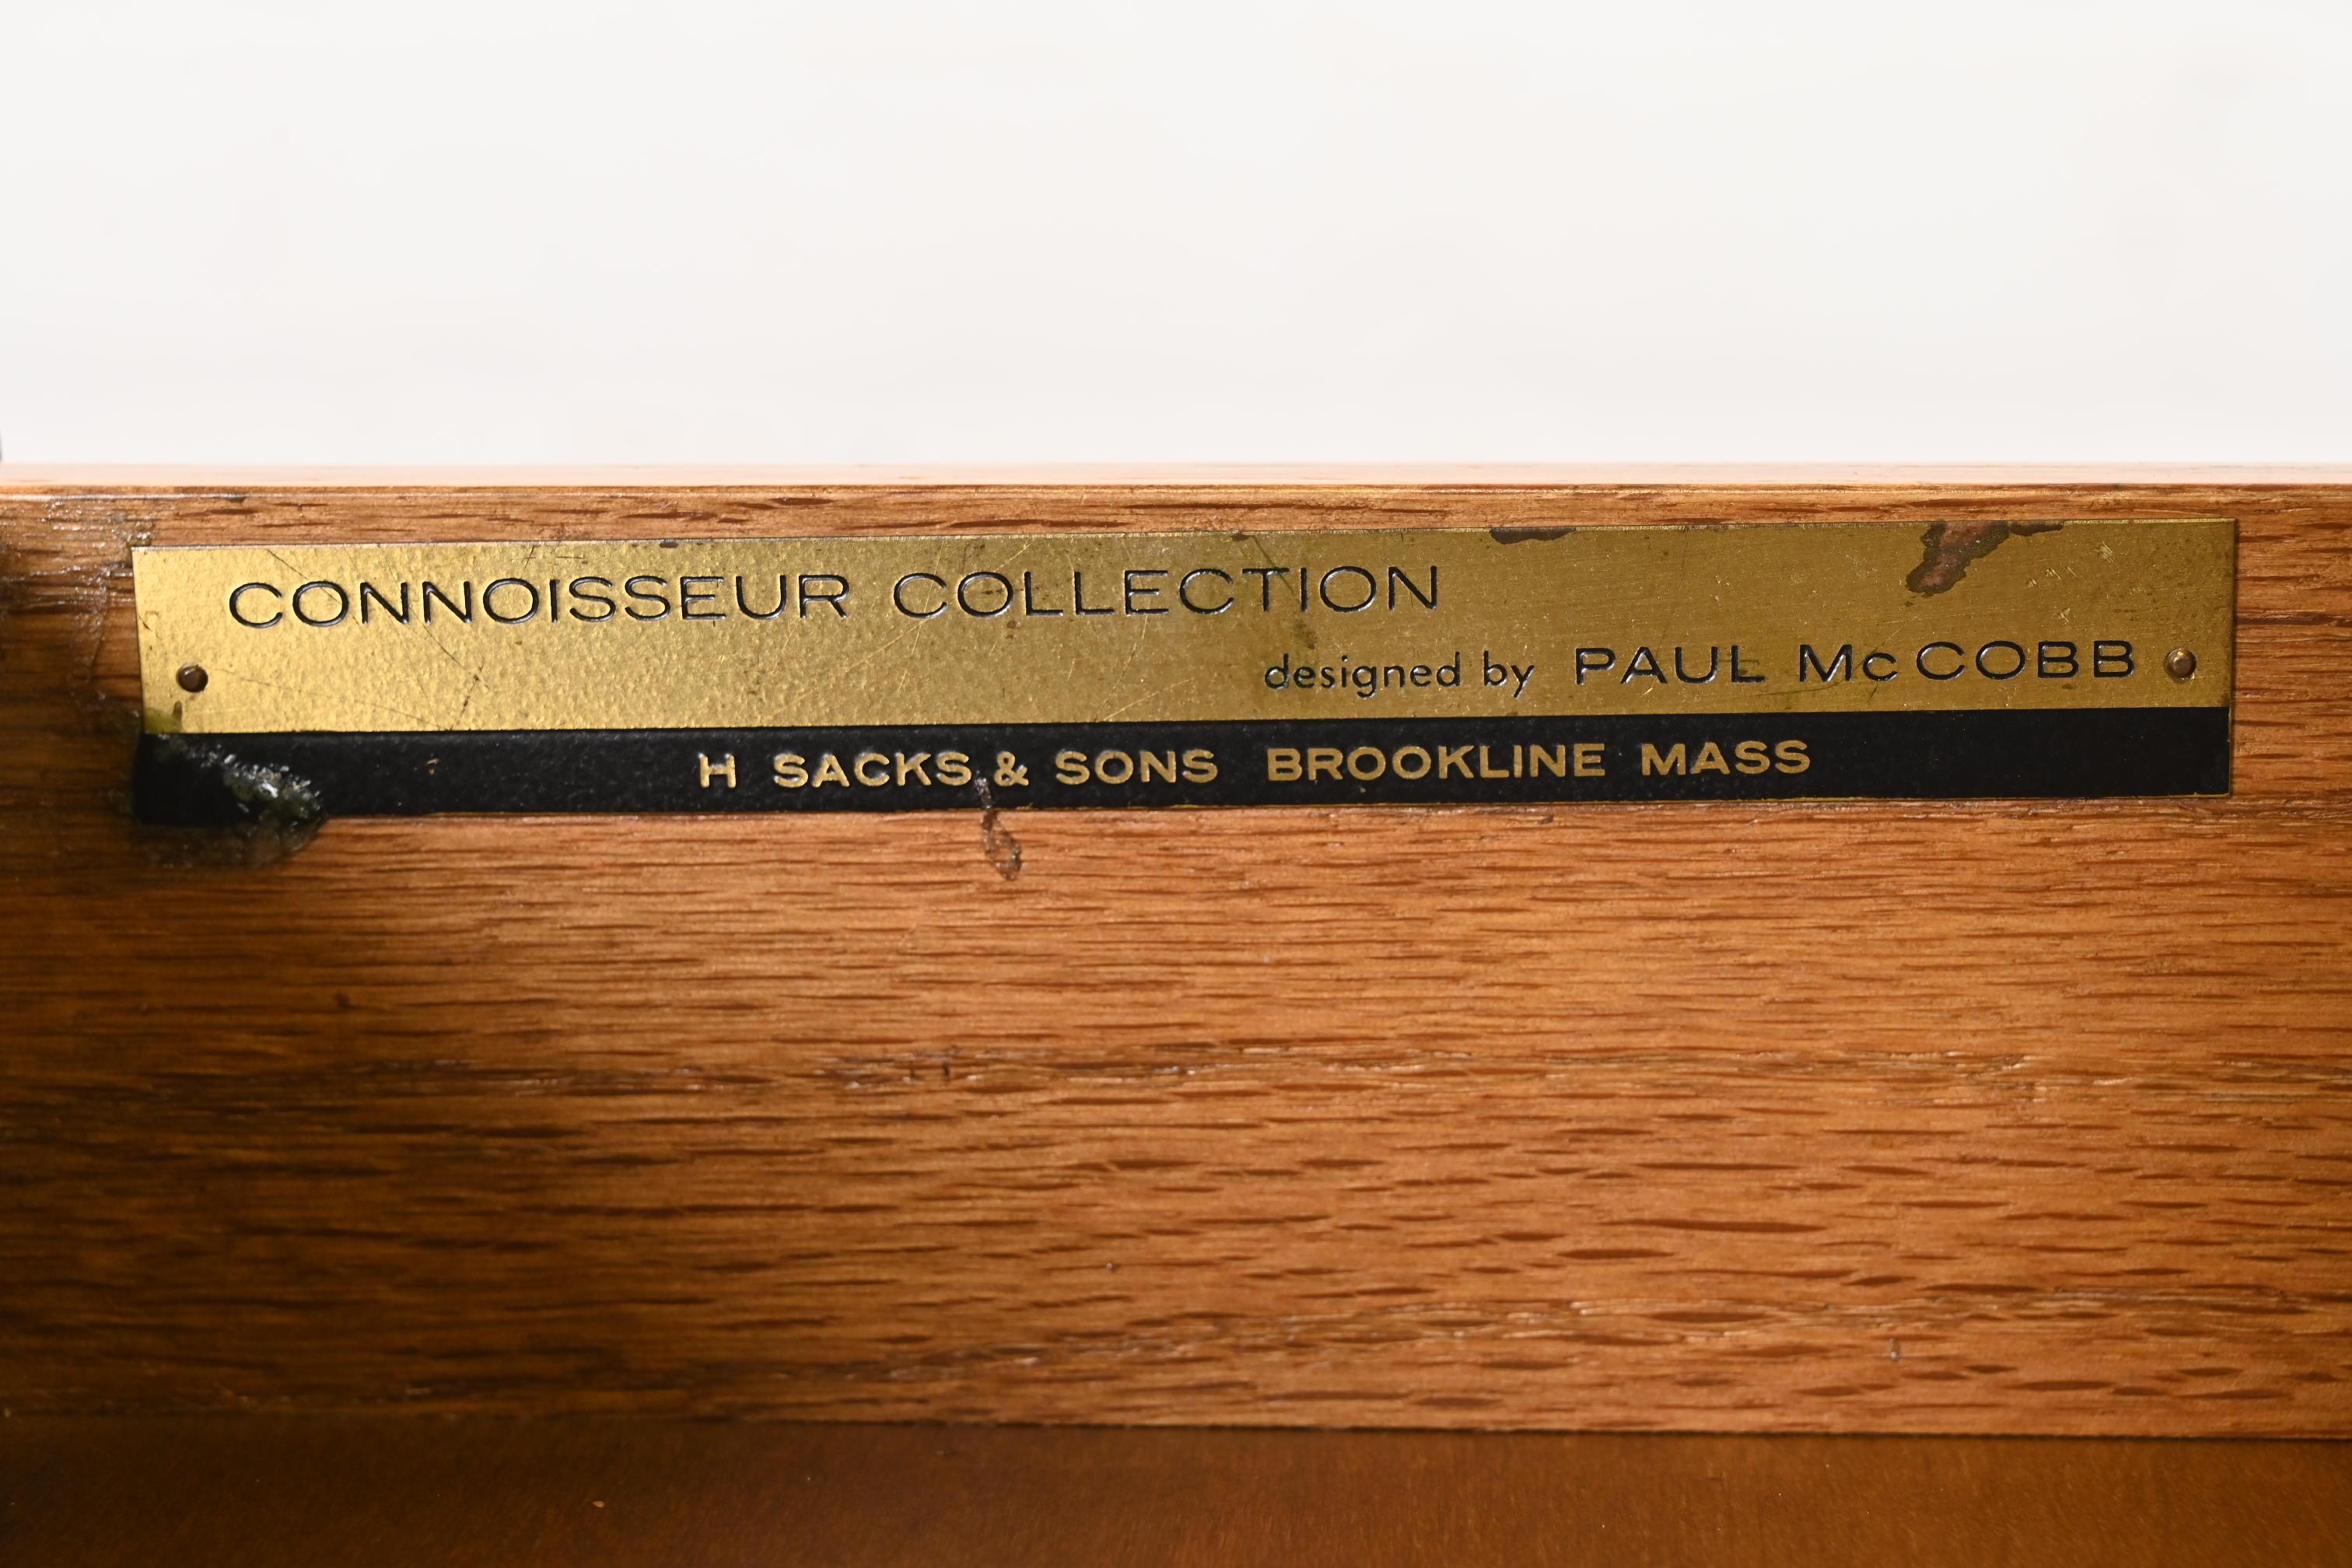 CONNOISSEUR COLLECTION
designed by PAUL McCOBB
H SACKS & SONS BROOKLINE MASS